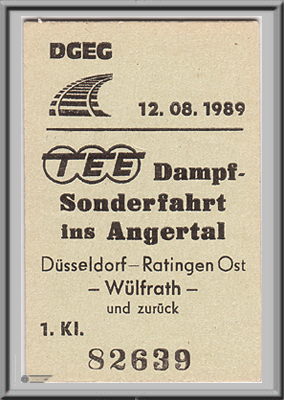 DGEG
12. 08. 1989
TEE Dampf-
Sonderfahrt
ins Angertal
Düsseldorf – Ratingen Ost
– Wülfrath –
und zurück
1. Kl.
82639